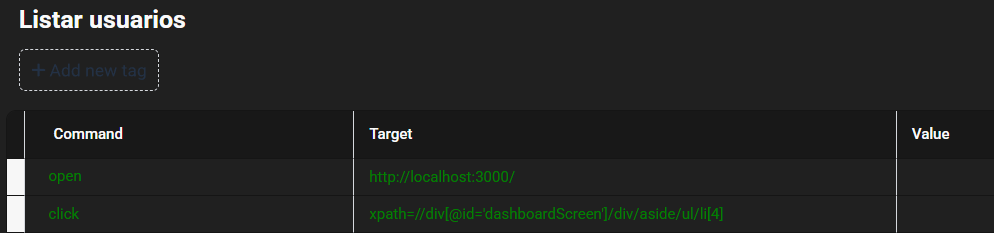 Listar usuarios
+ Add new tag
Command Target Value
open http://localhost:3000/
click xpath=//div[@id='dashboardScreen']/div/aside/ul/li[4]